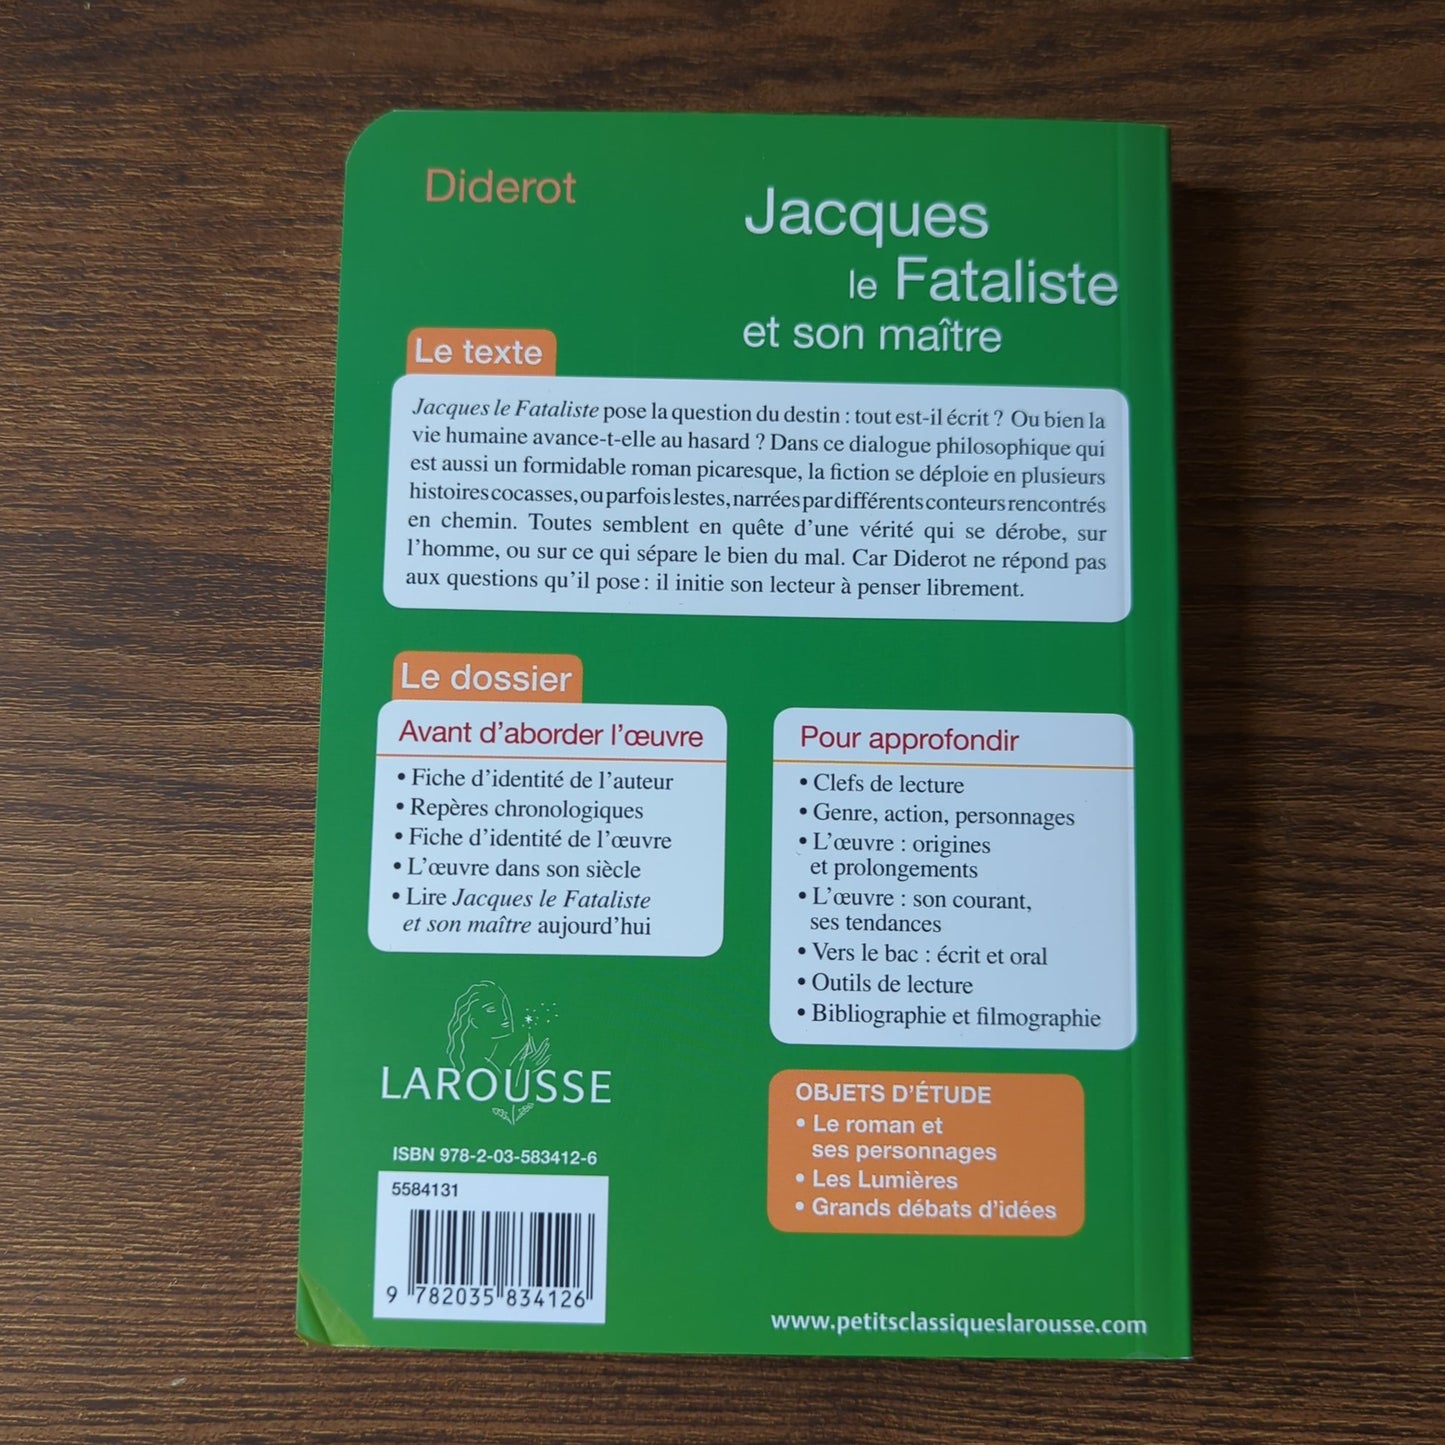 Diderot
Jacques
le Fataliste
et son maître
Le texte
Jacques le Fataliste pose la question du destin : tout est-il écrit ? Ou bien la
vie humaine avance-t-elle au hasard ? Dans ce dialogue philosophique qui
est aussi un formidable roman picaresque, la fiction se déploie en plusieurs
histoires cocasses, ou parfois lestes, narrées par différents conteurs rencontrés
en chemin. Toutes semblent en quête d’une vérité qui se dérobe, sur
l’homme, ou sur ce qui sépare le bien du mal. Car Diderot ne répond pas
aux questions qu’il pose : il initie son lecteur à penser librement.
Le dossier
Avant d’aborder l’œuvre
• Fiche d’identité de l’auteur
• Repères chronologiques
• Fiche d’identité de l’œuvre
• L’œuvre dans son siècle
• Lire Jacques le Fataliste
et son maître aujourd’hui
Pour approfondir
• Clefs de lecture
• Genre, action, personnages
• L’œuvre : origines
et prolongements
• L’œuvre : son courant,
ses tendances
• Vers le bac : écrit et oral
• Outils de lecture
• Bibliographie et filmographie
LAROUSSE
ISBN 978-2-03-583412-6
5584131
9 782035 834126
OBJETS D’ÉTUDE
• Le roman et
ses personnages
• Les Lumières
• Grands débats d’idées
www.petitsclassiqueslarousse.com